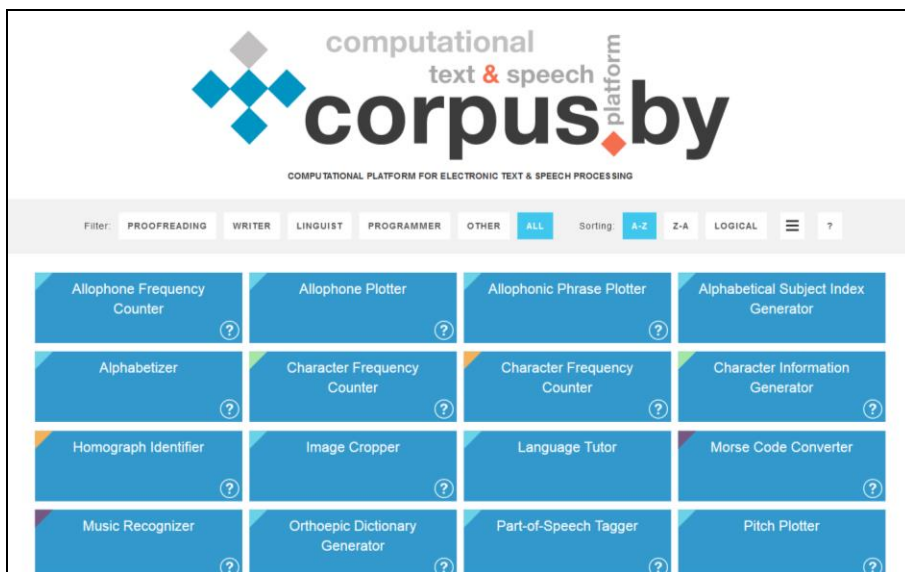 computational
text & speech
platform
corpus.by
COMPUTATIONAL PLATFORM FOR ELECTRONIC TEXT & SPEECH PROCESSING
Filter: PROOFREADING WRITER LINGUIST PROGRAMMER OTHER ALL Sorting: A-Z Z-A LOGICAL ?
Allophone Frequency
Counter
?
Allophone Plotter
?
Allophonic Phrase Plotter
?
Alphabetical Subject Index
Generator
Alphabetizer
?
Character Frequency
Counter
?
Character Frequency
Counter
?
Character Information
Generator
?
Homograph Identifier
?
Image Cropper
?
Language Tutor
Morse Code Converter
?
Music Recognizer
?
Orthoepic Dictionary
Generator
?
Part-of-Speech Tagger
?
Pitch Plotter
?